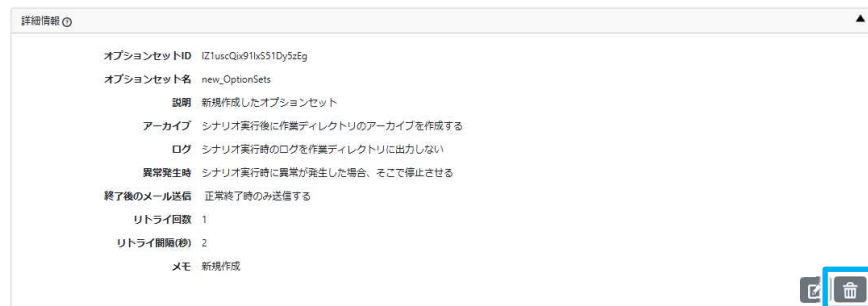 詳細情報
オプションセットID IZ1uscQix91IxS51Dy5zEg
オプションセット名 new_OptionSets
説明 新規作成したオプションセット
アーカイブ シナリオ実行後に作業ディレクトリのアーカイブを作成する
ログ シナリオ実行時のログを作業ディレクトリに出力しない
異常発生時 シナリオ実行時に異常が発生した場合、そこで停止させる
終了後のメール送信 正常終了時のみ送信する
リトライ回数 1
リトライ間隔(秒) 2
メモ 新規作成